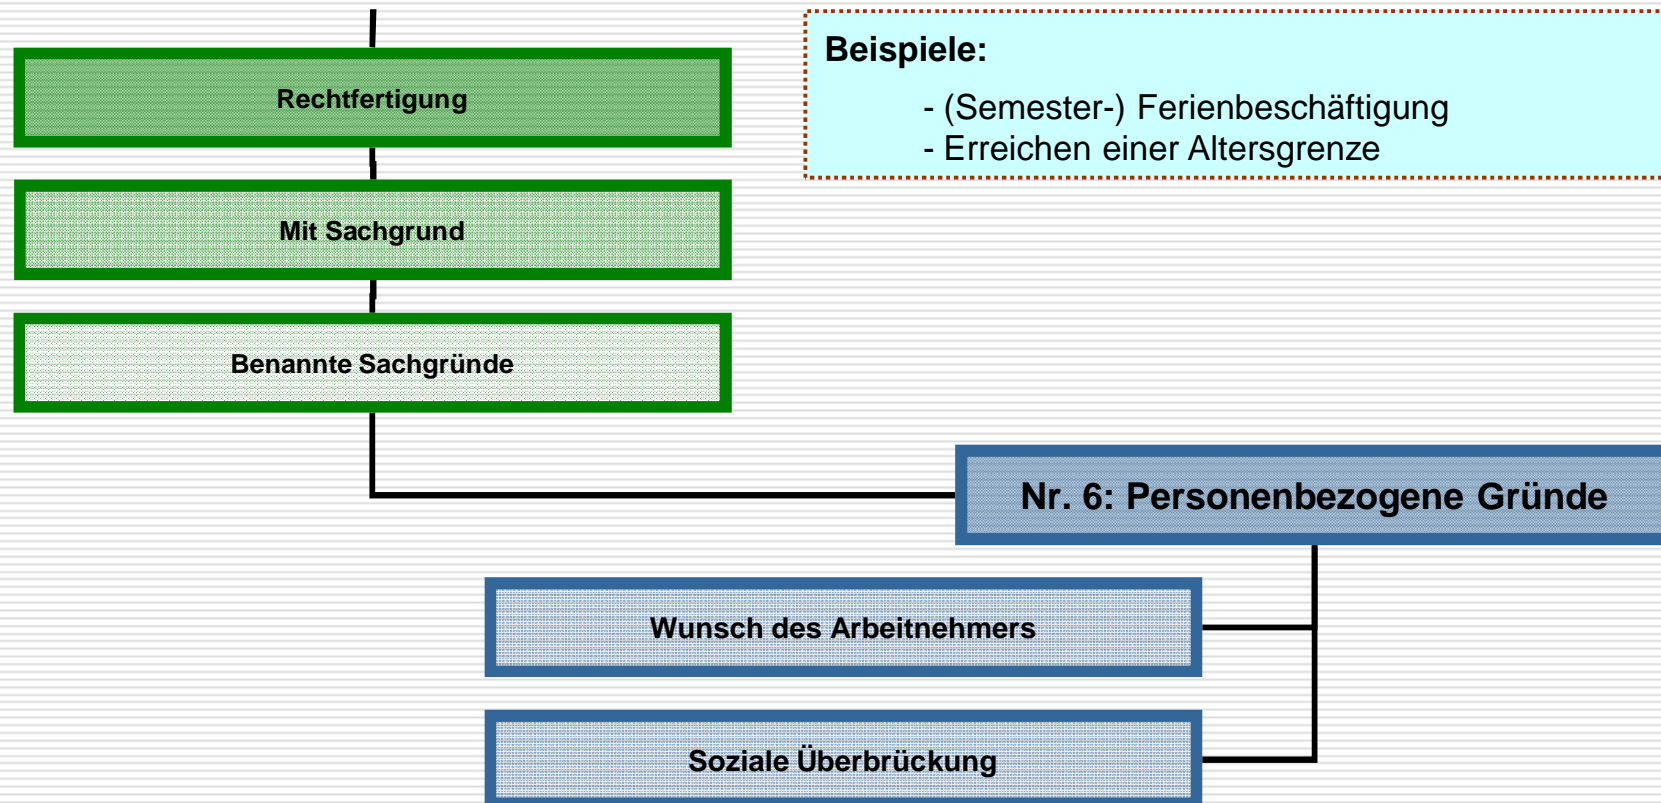 Rechtfertigung
Beispiele:
- (Semester-) Ferienbeschäftigung
- Erreichen einer Altersgrenze
Mit Sachgrund
Benannte Sachgründe
Nr. 6: Personenbezogene Gründe
Wunsch des Arbeitnehmers
Soziale Überbrückung